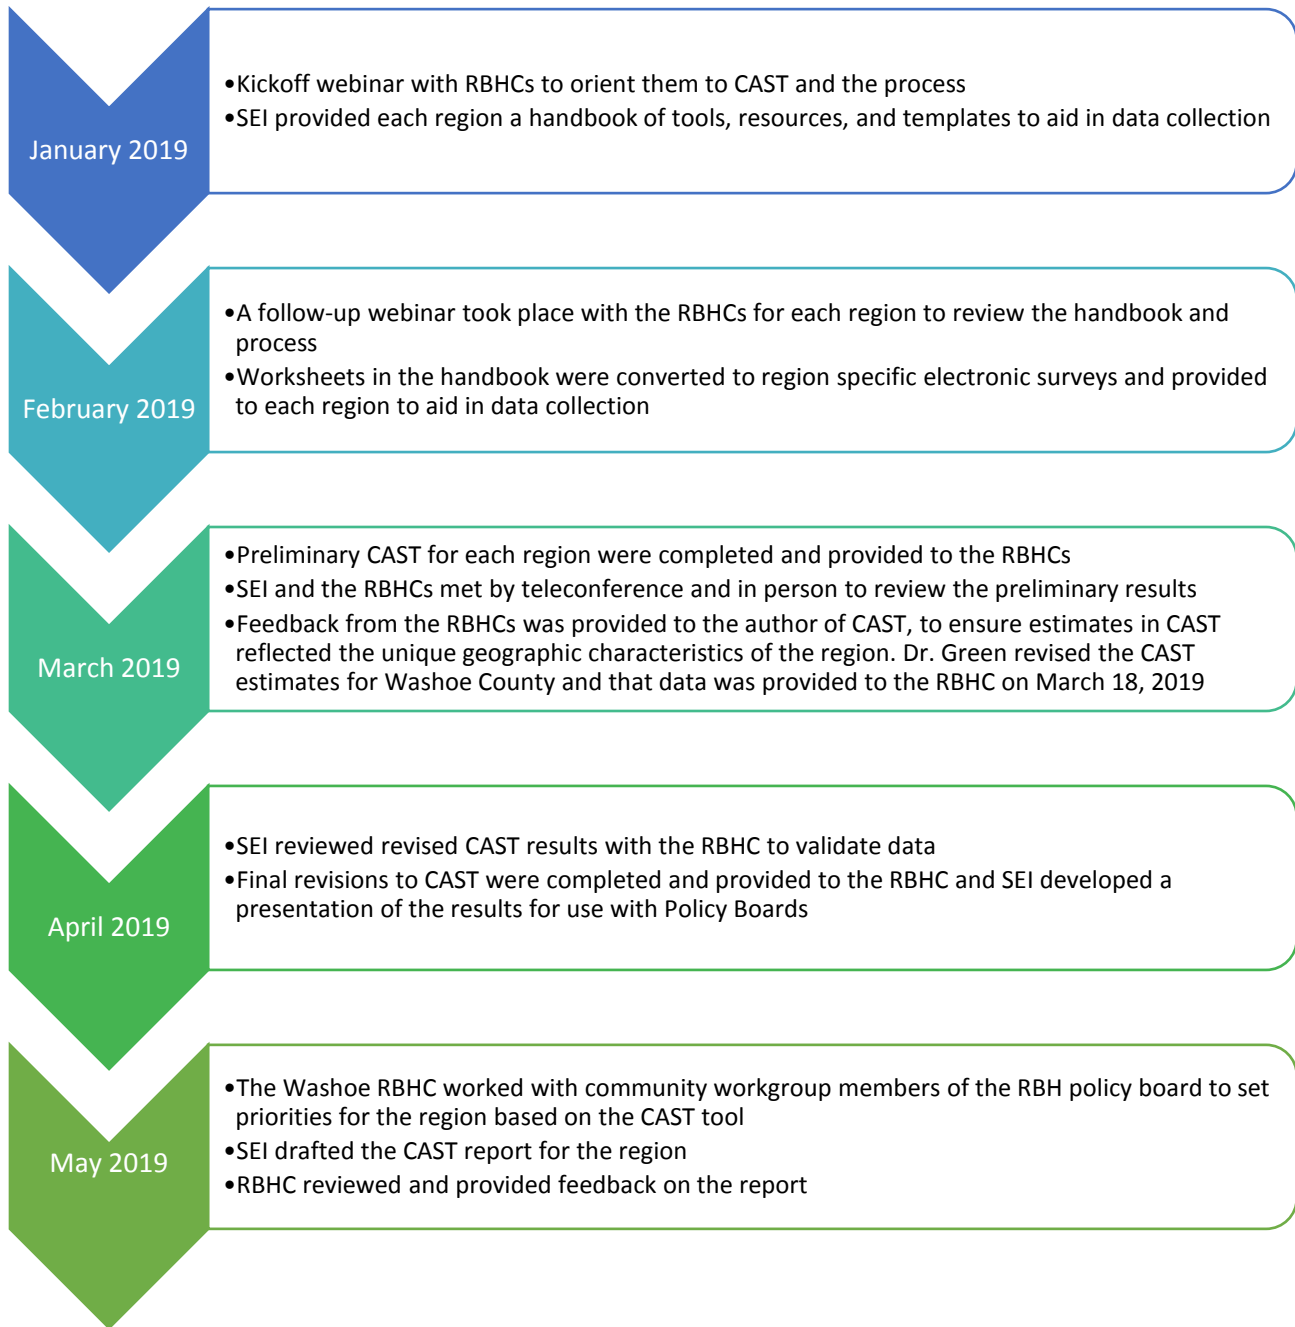 January 2019
•Kickoff webinar with RBHCs to orient them to CAST and the process
•SEI provided each region a handbook of tools, resources, and templates to aid in data collection
February 2019
•A follow-up webinar took place with the RBHCs for each region to review the handbook and
process
•Worksheets in the handbook were converted to region specific electronic surveys and provided
to each region to aid in data collection
March 2019
•Preliminary CAST for each region were completed and provided to the RBHCs
•SEI and the RBHCs met by teleconference and in person to review the preliminary results
•Feedback from the RBHCs was provided to the author of CAST, to ensure estimates in CAST
reflected the unique geographic characteristics of the region. Dr. Green revised the CAST
estimates for Washoe County and that data was provided to the RBHC on March 18, 2019
April 2019
•SEI reviewed revised CAST results with the RBHC to validate data
•Final revisions to CAST were completed and provided to the RBHC and SEI developed a
presentation of the results for use with Policy Boards
May 2019
•The Washoe RBHC worked with community workgroup members of the RBH policy board to set
priorities for the region based on the CAST tool
•SEI drafted the CAST report for the region
•RBHC reviewed and provided feedback on the report